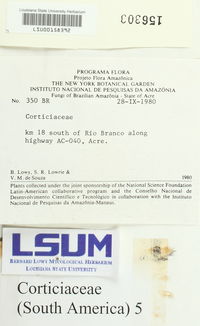 Louisiana State University Herbarium
LSU00158392
156303
PROGRAMA FLORA
Projeto Flora Amazônica
THE NEW YORK BOTANICAL GARDEN
INSTITUTO NACIONAL DE PESQUISAS DA AMAZÔNIA
Fungi of Brazilian Amazônia - State of Acre
No. 350 BR 28-IX-1980
Corticiaceae
km 18 south of Rio Branco along
highway AC-040, Acre.
B. Lowy, S. R. Lowrie &
V. M. de Souza 1980
Plants collected under the joint sponsorship of the National Science Foundation
Latin-American collaborative program and the Conselho Nacional de
Desenvolvimento Científico e Tecnológico in collaboration with the Instituto
Nacional de Pesquisas da Amazônia-Manaus.
LSUM
BERNARD LOWY MYCOLOGICAL HERBARIUM
LOUISIANA STATE UNIVERSITY
Corticiaceae
(South America) 5